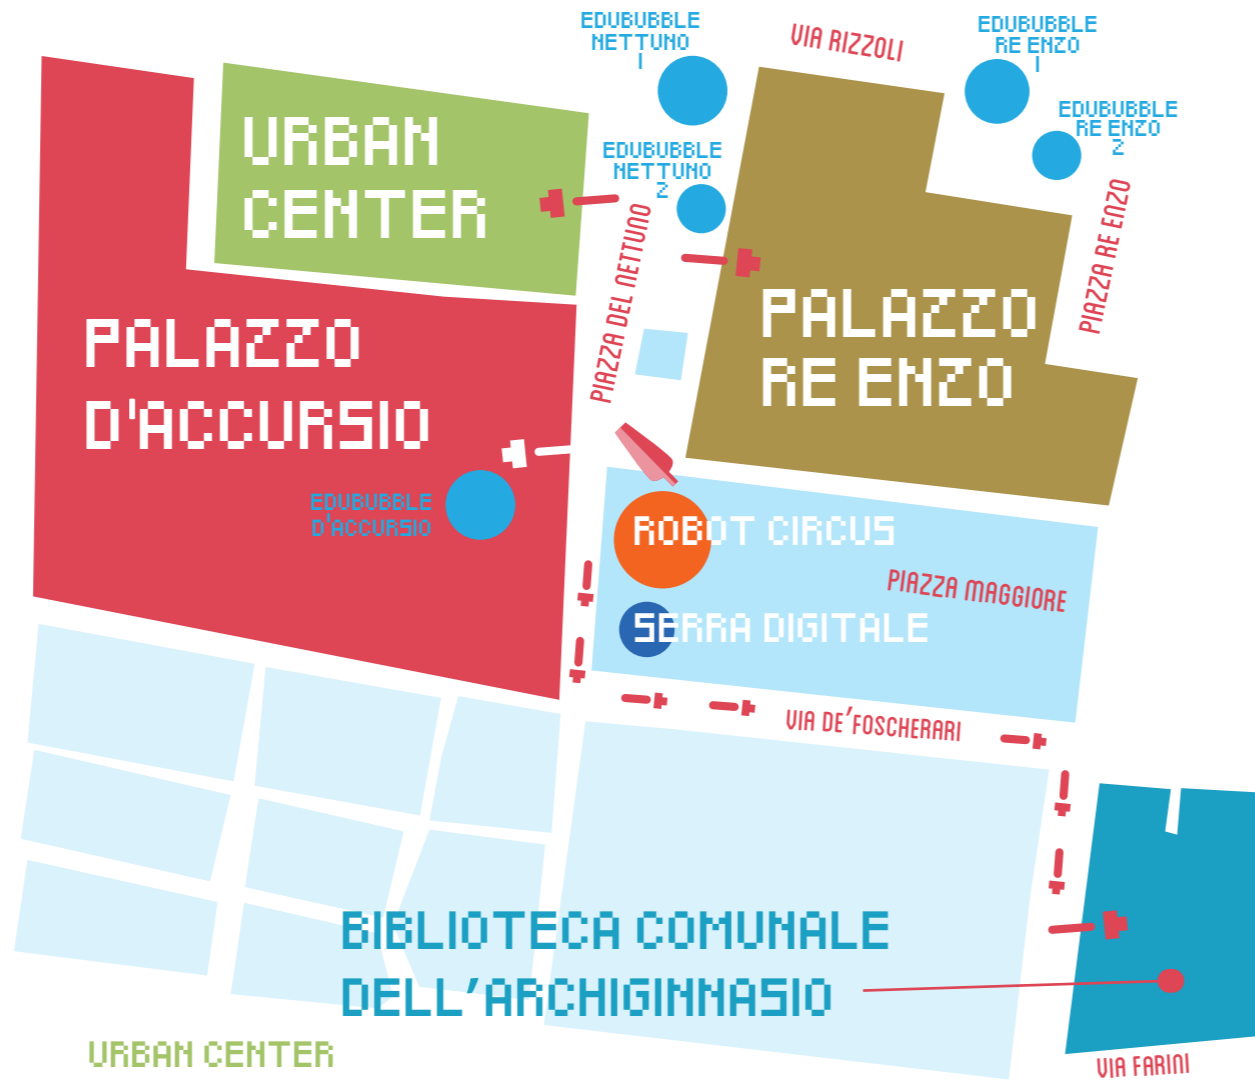 EDUBUBBLE
NETTUNO
1
VIA RIZZOLI
EDUBUBBLE
RE ENZO
1
EDUBUBBLE
RE ENZO
2
URBAN
CENTER
EDUBUBBLE
NETTUNO
2
PIAZZA DEL NETTUNO
PIAZZA RE ENZO
PALAZZO
RE ENZO
PALAZZO
D'ACCURSIO
EDUBUBBLE
D'ACCURSIO
ROBOT CIRCUS
PIAZZA MAGGIORE
SERRA DIGITALE
VIA DE'FOSCHERARI
BIBLIOTECA COMUNALE
DELL'ARCHIGINNASIO
URBAN CENTER
VIA FARINI